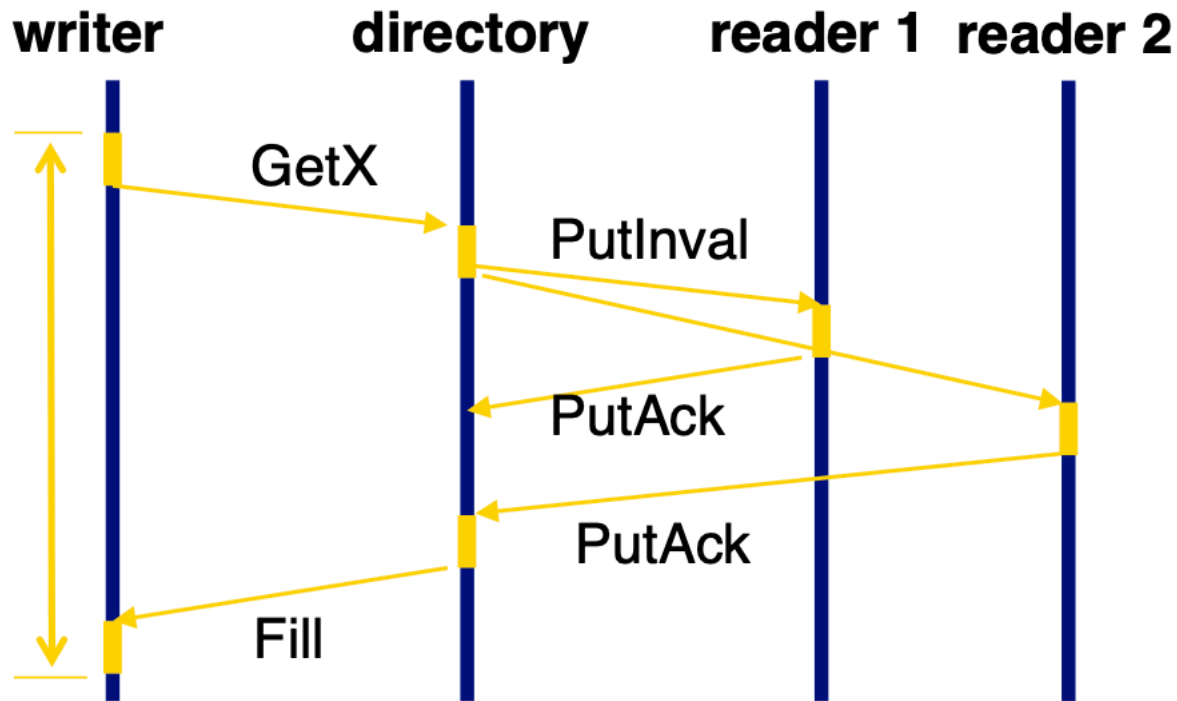 writer directory reader 1 reader 2
GetX
PutInval
PutAck
PutAck
Fill